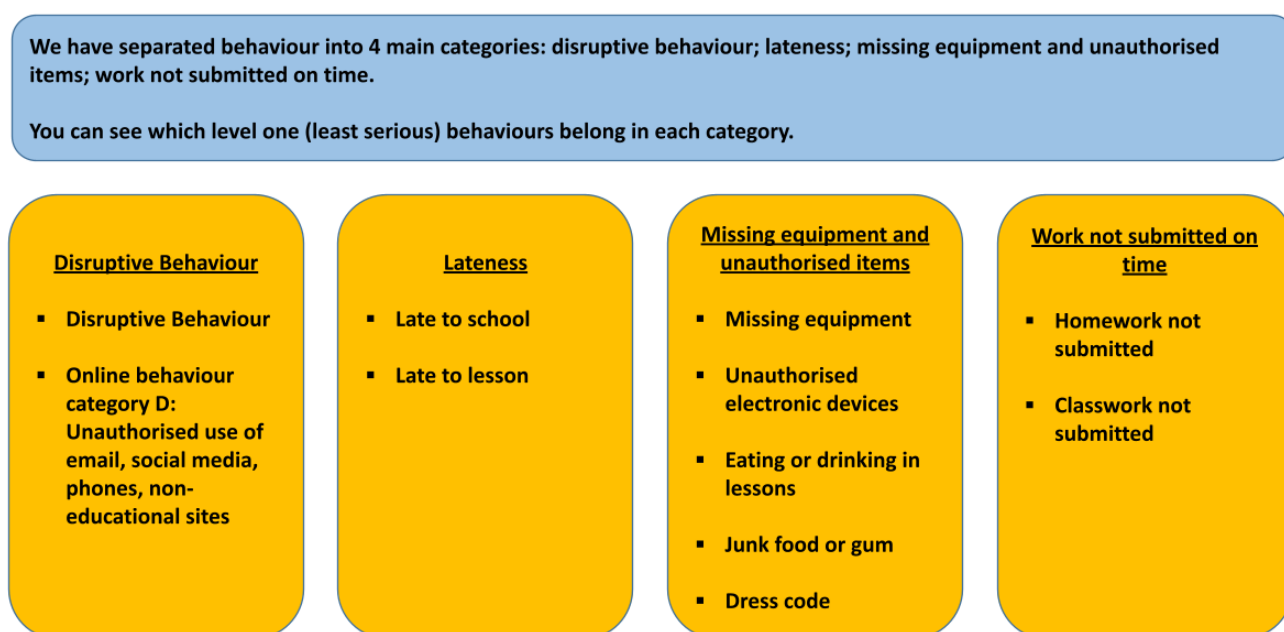 We have separated behaviour into 4 main categories: disruptive behaviour; lateness; missing equipment and unauthorised
items; work not submitted on time.
You can see which level one (least serious) behaviours belong in each category.
Disruptive Behaviour
▪ Disruptive Behaviour
▪ Online behaviour
category D:
Unauthorised use of
email, social media,
phones, non-
educational sites
Lateness
▪ Late to school
▪ Late to lesson
Missing equipment and
unauthorised items
▪ Missing equipment
▪ Unauthorised
electronic devices
▪ Eating or drinking in
lessons
▪ Junk food or gum
▪ Dress code
Work not submitted on
time
▪ Homework not
submitted
▪ Classwork not
submitted